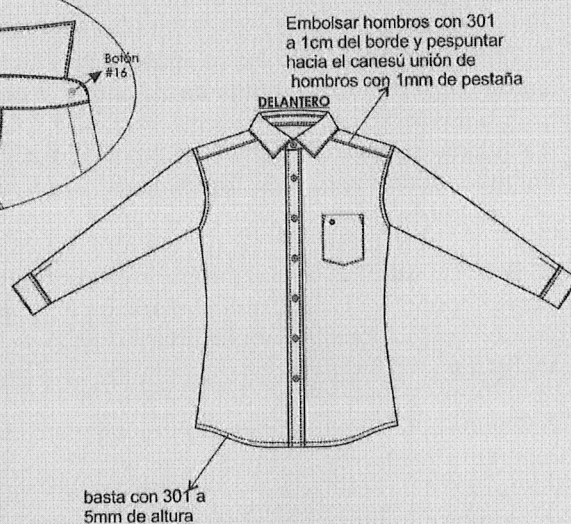 Embolsar hombros con 301
a 1cm del borde y pespuntar
hacia el canesú unión de
hombros con 1mm de pestaña
Botón
#16
DELANTERO
basta con 301 a
5mm de altura